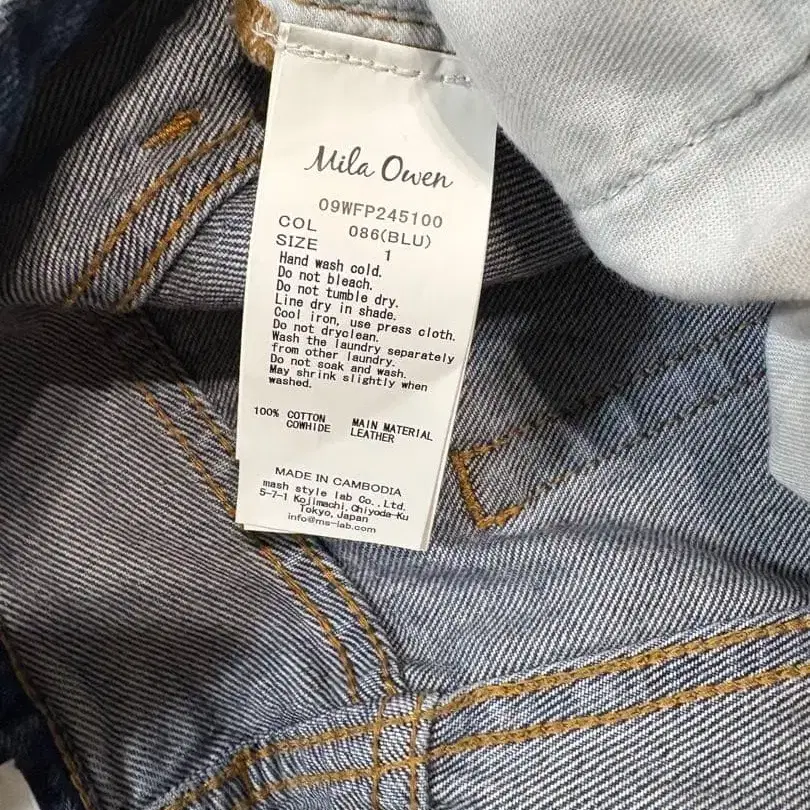 Mila Owen
09WFP245100
COL 086(BLU)
SIZE 1
Hand wash cold.
Do not bleach.
Do not tumble dry.
Line dry in shade.
Cool iron, use press cloth.
Do not dryclean.
Wash the laundry separately
from other laundry.
Do not soak and wash.
May shrink slightly when
washed.
100% COTTON MAIN MATERIAL
COWHIDE LEATHER
MADE IN CAMBODIA
mash style lab Co., Ltd.
5-7-1 Kojimachi, Chiyoda-Ku
Tokyo, Japan
info@ms-lab.com